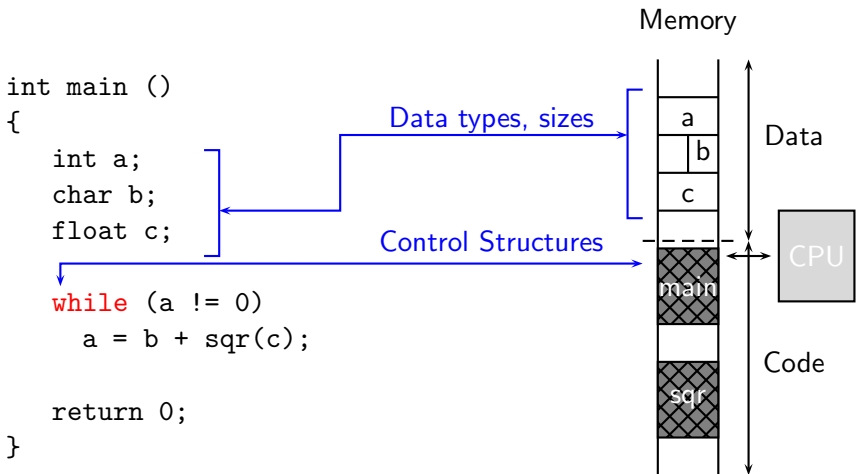 Memory
int main ()
{
int a;
char b;
float c;
while (a != 0)
a = b + sqr(c);
return 0;
}
Data types, sizes
Control Structures
a
b
c
main
sqr
Data
Code
CPU